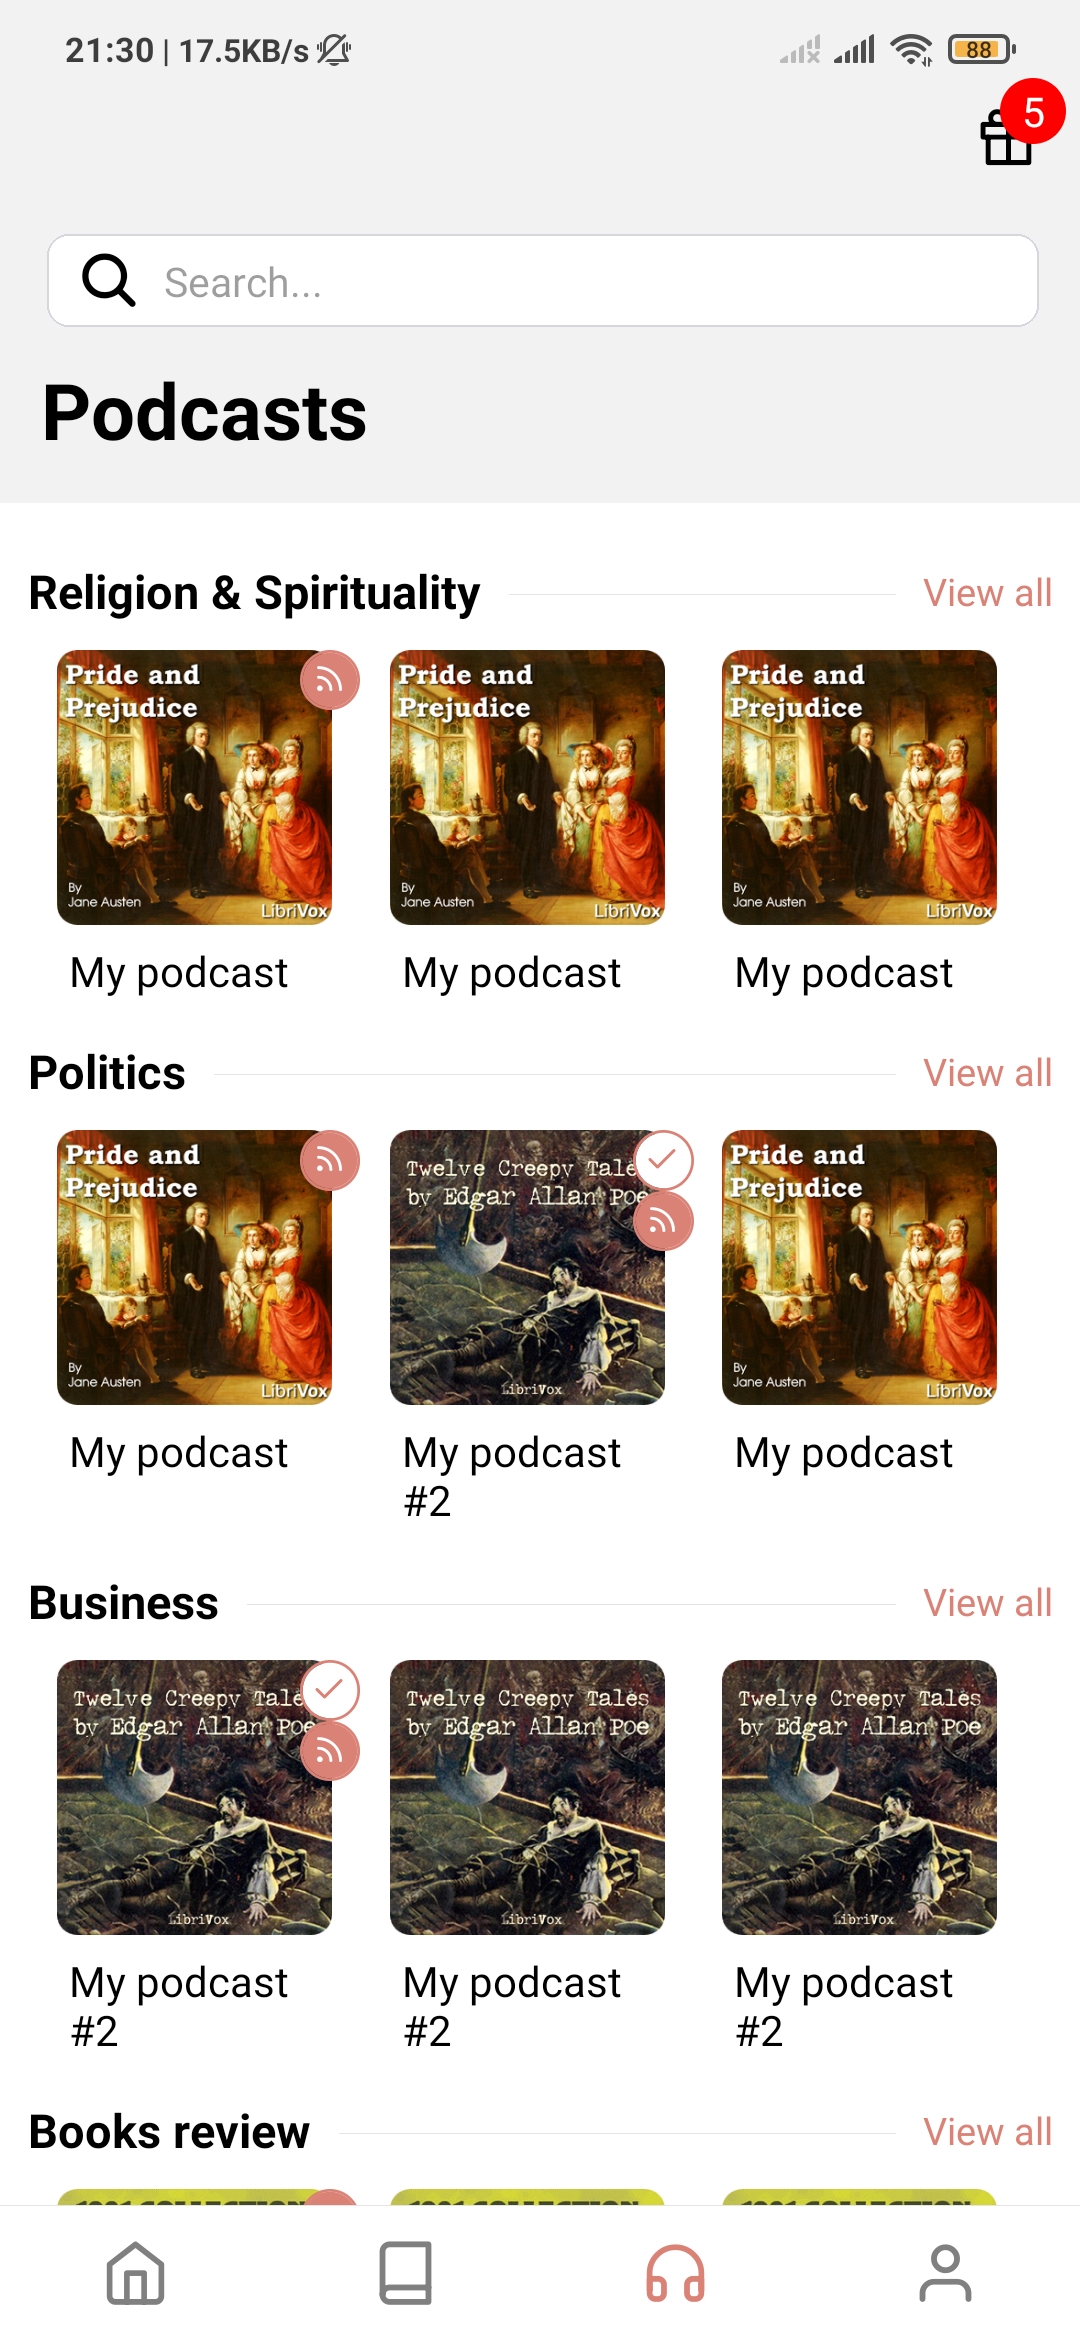 21:30 | 17.5KB/s
88
5
Search...
Podcasts
Religion & Spirituality
View all
Pride and
Prejudice
By
Jane Austen
LibriVox
Pride and
Prejudice
By
Jane Austen
LibriVox
Pride and
Prejudice
By
Jane Austen
LibriVox
My podcast
My podcast
My podcast
Politics
View all
Pride and
Prejudice
By
Jane Austen
LibriVox
Twelve Creepy Tale
by Edgar Allan Poe
LibriVox
Pride and
Prejudice
By
Jane Austen
LibriVox
My podcast
My podcast
#2
My podcast
Business
View all
Twelve Creepy Tale
by Edgar Allan Poe
LibriVox
Twelve Creepy Tales
by Edgar Allan Poe
LibriVox
Twelve Creepy Tales
by Edgar Allan Poe
LibriVox
My podcast
#2
My podcast
#2
My podcast
#2
Books review
View all